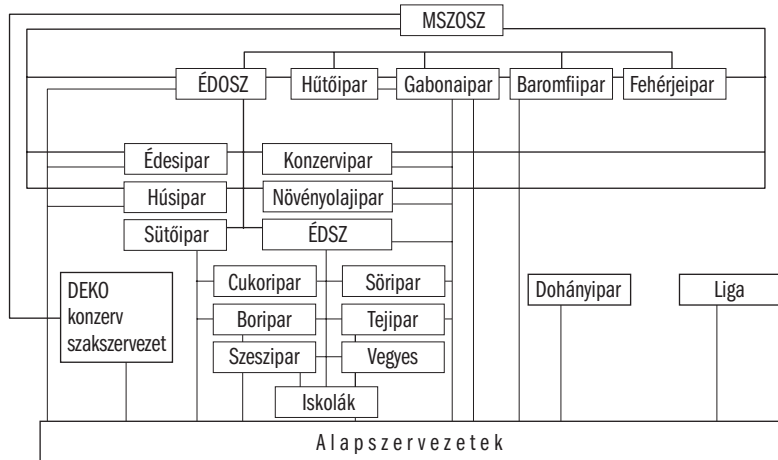 MSZOSZ
ÉDOSZ
Hűtőipar
Gabonaipar
Baromfiipar
Fehérjeipar
Édesipar
Konzervipar
Húsipar
Növényolajipar
Sütőipar
ÉDSZ
DEKO
konzerv
szakszervezet
Cukoripar
Söripar
Dohányipar
Liga
Boripar
Tejipar
Szeszipar
Vegyes
Iskolák
Alapszervezetek